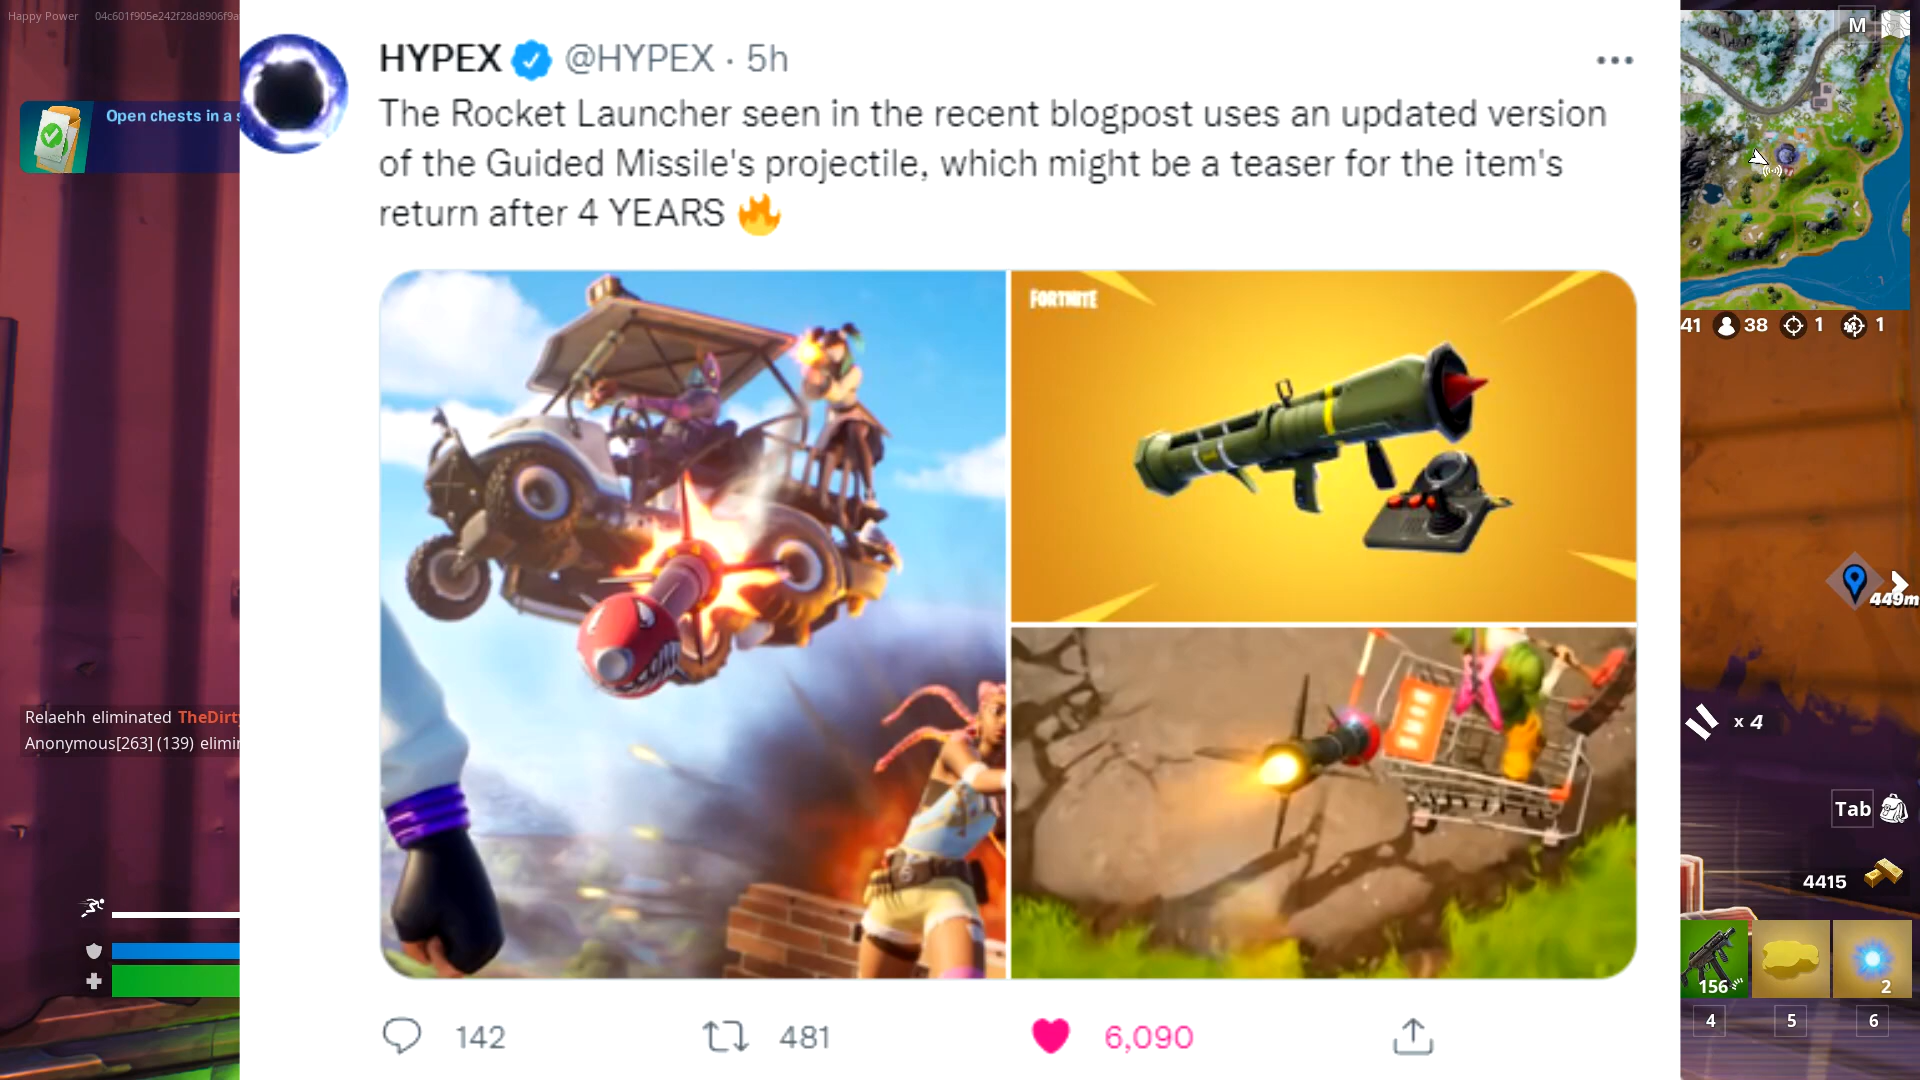 Happy Power 04c601f905e242f28d8906f9a
M
HYPEX @HYPEX · 5h
Open chests in a s
The Rocket Launcher seen in the recent blogpost uses an updated version
of the Guided Missile's projectile, which might be a teaser for the item's
return after 4 YEARS 🔥
FORTNITE
41 38 1 1
449m
Relaehh eliminated TheDirt
x 4
Anonymous[263] (139) elimi
Tab
4415
156 2
4 5 6
142 481 6,090